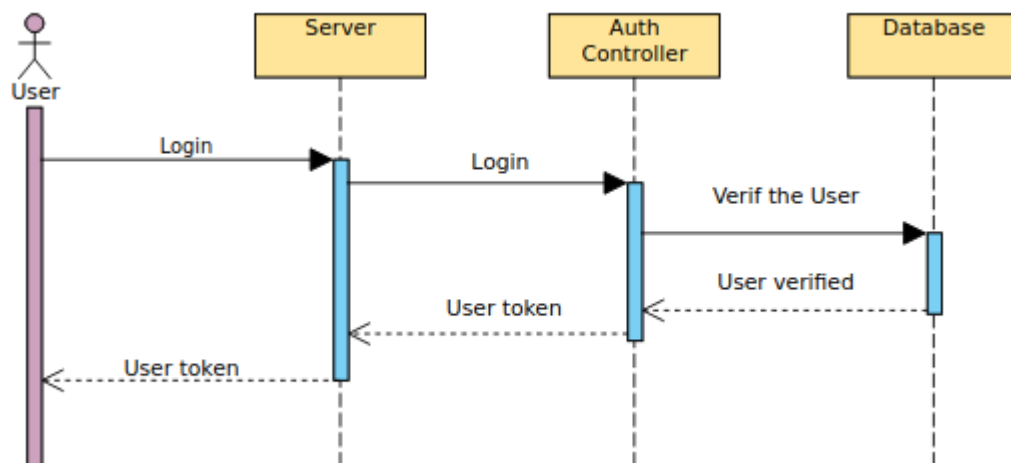 Server
Auth
Controller
Database
User
Login
Login
Verif the User
User verified
User token
User token